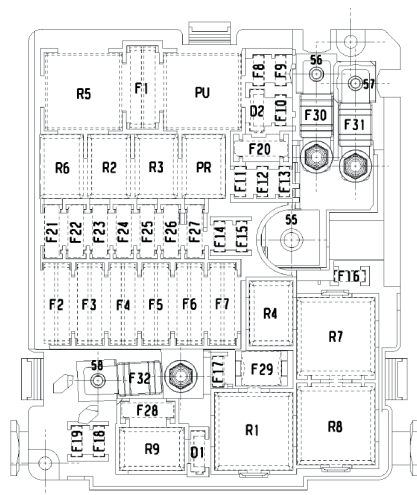 56
F8 F9
57
R5 F1 PU
D2 F10
F30 F31
F20
R6 R2 R3 PR
F11 F12 F13
F21 F22 F23 F24 F25 F26 F27
F14 F15
55
F16
F2 F3 F4 F5 F6 F7
R4
R7
58
F32
F17 F29
F28
F19 F18
R9 D1 R1 R8